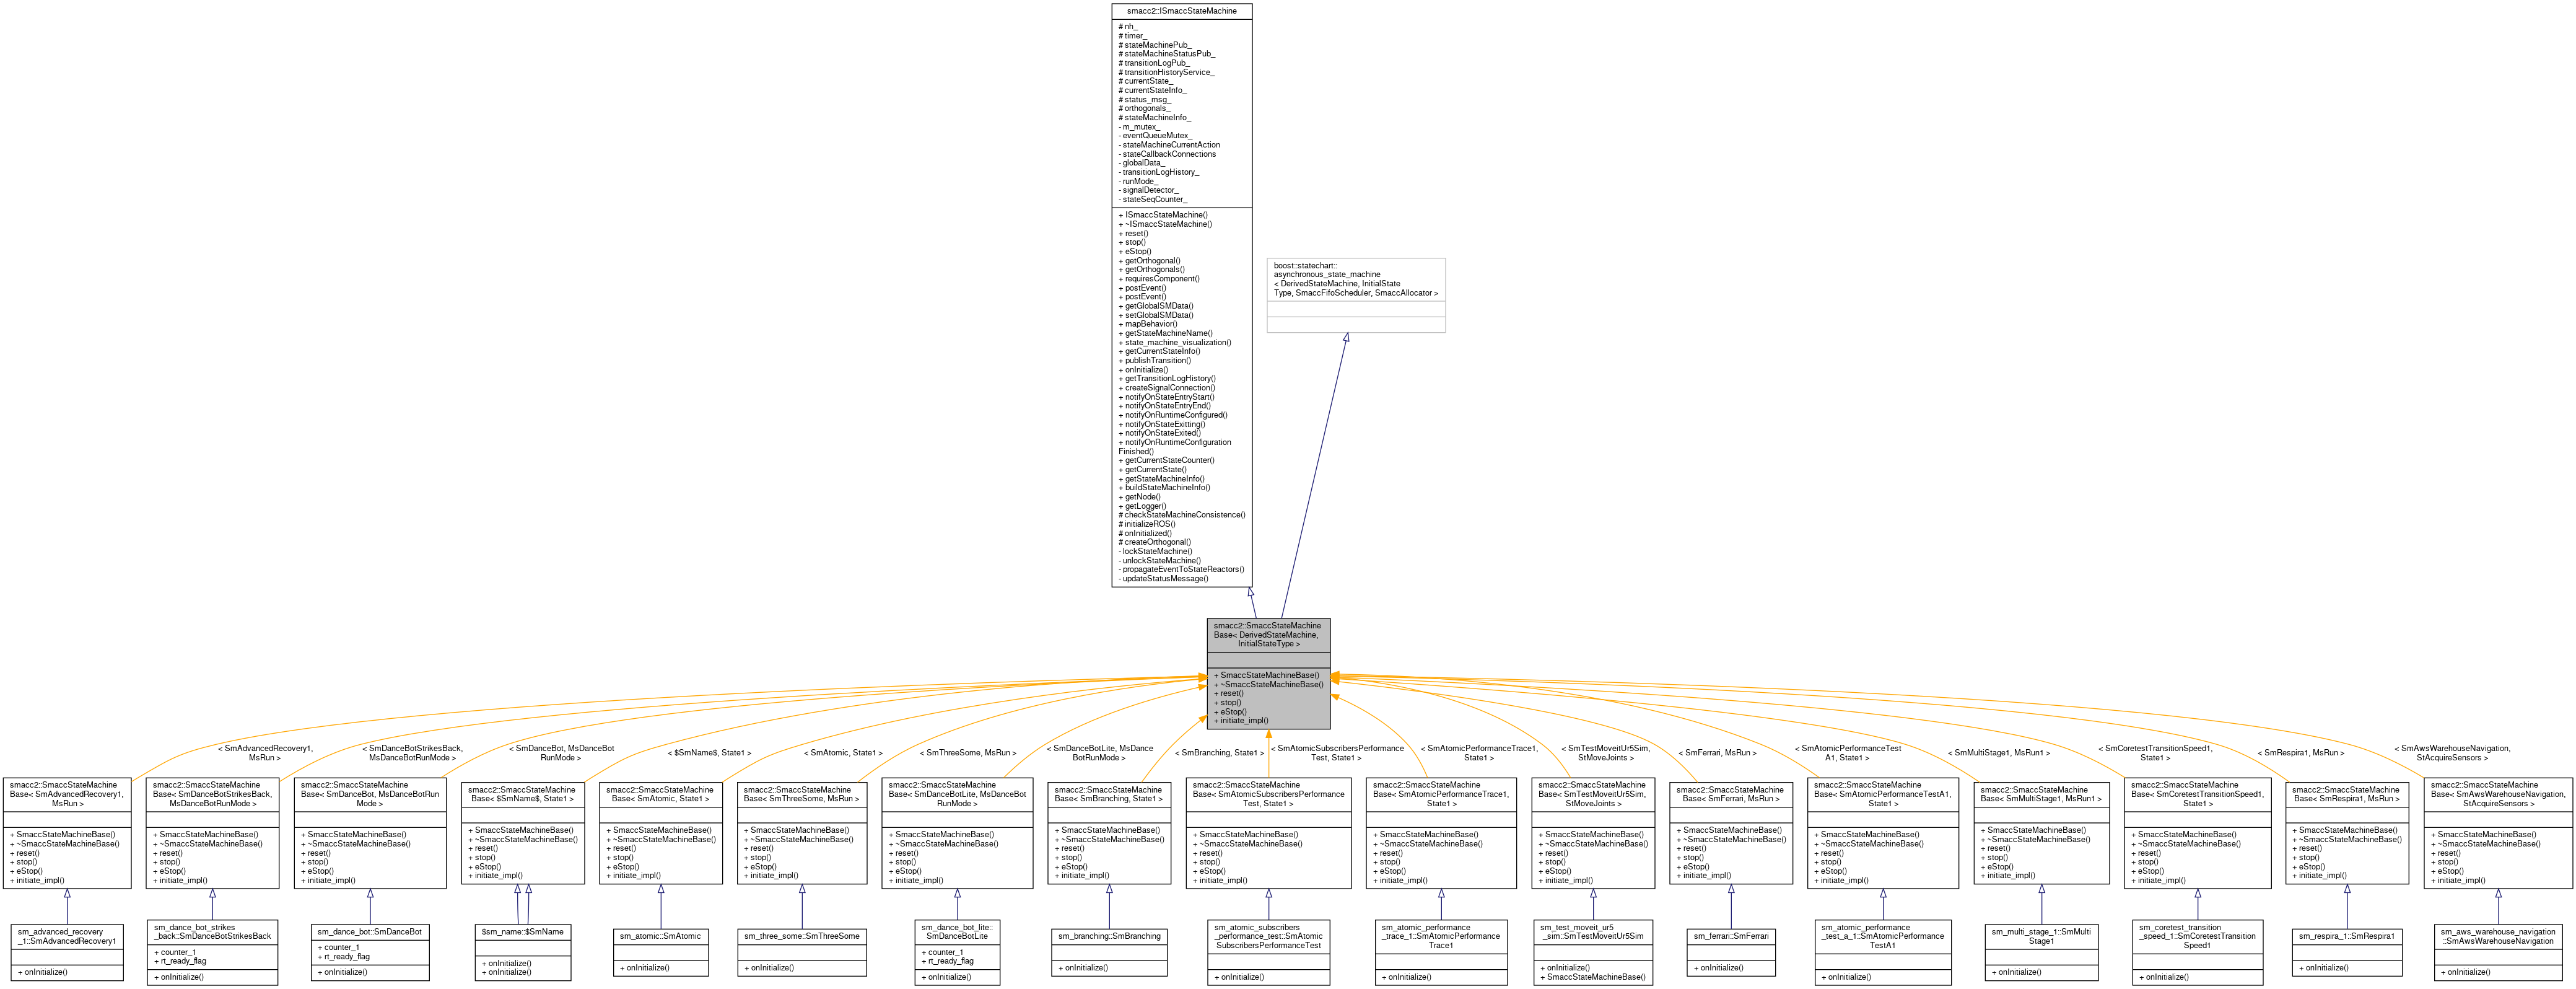 smacc2::ISmaccStateMachine
# nh_
# timer_
# stateMachinePub_
# stateMachineStatusPub_
# transitionLogPub_
# transitionHistoryService_
# currentState_
# currentStateInfo_
# status_msg_
# orthogonals_
# stateMachineInfo_
- m_mutex_
- eventQueueMutex_
- stateMachineCurrentAction
- stateCallbackConnections
- globalData_
- transitionLogHistory_
- runMode_
- signalDetector_
- stateSeqCounter_
+ ISmaccStateMachine()
+ ~ISmaccStateMachine()
+ reset()
+ stop()
+ eStop()
+ getOrthogonal()
+ getOrthogonals()
+ requiresComponent()
+ postEvent()
+ postEvent()
+ getGlobalSMData()
+ setGlobalSMData()
+ mapBehavior()
+ getStateMachineName()
+ state_machine_visualization()
+ getCurrentStateInfo()
+ publishTransition()
+ onInitialize()
+ getTransitionLogHistory()
+ createSignalConnection()
+ notifyOnStateEntryStart()
+ notifyOnStateEntryEnd()
+ notifyOnRuntimeConfigured()
+ notifyOnStateExitting()
+ notifyOnStateExited()
+ notifyOnRuntimeConfiguration
Finished()
+ getCurrentStateCounter()
+ getCurrentState()
+ getStateMachineInfo()
+ buildStateMachineInfo()
+ getNode()
+ getLogger()
# checkStateMachineConsistence()
# initializeROS()
# onInitialized()
# createOrthogonal()
- lockStateMachine()
- unlockStateMachine()
- propagateEventToStateReactors()
- updateStatusMessage()
boost::statechart::
asynchronous_state_machine
< DerivedStateMachine, InitialState
Type, SmaccFifoScheduler, SmaccAllocator >
smacc2::SmaccStateMachine
Base< DerivedStateMachine,
InitialStateType >
+ SmaccStateMachineBase()
+ ~SmaccStateMachineBase()
+ reset()
+ stop()
+ eStop()
+ initiate_impl()
< SmAdvancedRecovery1,
MsRun >
< SmDanceBotStrikesBack,
MsDanceBotRunMode >
< SmDanceBot, MsDanceBot
RunMode >
< $SmName$, State1 >
< SmAtomic, State1 >
< SmThreeSome, MsRun >
< SmDanceBotLite, MsDance
BotRunMode >
< SmBranching, State1 >
< SmAtomicSubscribersPerformance
Test, State1 >
< SmAtomicPerformanceTrace1,
State1 >
< SmTestMoveitUr5Sim,
StMoveJoints >
< SmFerrari, MsRun >
< SmAtomicPerformanceTest
A1, State1 >
< SmMultiStage1, MsRun1 >
< SmCoretestTransitionSpeed1,
State1 >
< SmRespira1, MsRun >
< SmAwsWarehouseNavigation,
StAcquireSensors >
smacc2::SmaccStateMachine
Base< SmAdvancedRecovery1,
MsRun >
+ SmaccStateMachineBase()
+ ~SmaccStateMachineBase()
+ reset()
+ stop()
+ eStop()
+ initiate_impl()
smacc2::SmaccStateMachine
Base< SmDanceBotStrikesBack,
MsDanceBotRunMode >
+ SmaccStateMachineBase()
+ ~SmaccStateMachineBase()
+ reset()
+ stop()
+ eStop()
+ initiate_impl()
smacc2::SmaccStateMachine
Base< SmDanceBot, MsDanceBotRun
Mode >
+ SmaccStateMachineBase()
+ ~SmaccStateMachineBase()
+ reset()
+ stop()
+ eStop()
+ initiate_impl()
smacc2::SmaccStateMachine
Base< $SmName$, State1 >
+ SmaccStateMachineBase()
+ ~SmaccStateMachineBase()
+ reset()
+ stop()
+ eStop()
+ initiate_impl()
smacc2::SmaccStateMachine
Base< SmAtomic, State1 >
+ SmaccStateMachineBase()
+ ~SmaccStateMachineBase()
+ reset()
+ stop()
+ eStop()
+ initiate_impl()
smacc2::SmaccStateMachine
Base< SmThreeSome, MsRun >
+ SmaccStateMachineBase()
+ ~SmaccStateMachineBase()
+ reset()
+ stop()
+ eStop()
+ initiate_impl()
smacc2::SmaccStateMachine
Base< SmDanceBotLite, MsDanceBot
RunMode >
+ SmaccStateMachineBase()
+ ~SmaccStateMachineBase()
+ reset()
+ stop()
+ eStop()
+ initiate_impl()
smacc2::SmaccStateMachine
Base< SmBranching, State1 >
+ SmaccStateMachineBase()
+ ~SmaccStateMachineBase()
+ reset()
+ stop()
+ eStop()
+ initiate_impl()
smacc2::SmaccStateMachine
Base< SmAtomicSubscribersPerformance
Test, State1 >
+ SmaccStateMachineBase()
+ ~SmaccStateMachineBase()
+ reset()
+ stop()
+ eStop()
+ initiate_impl()
smacc2::SmaccStateMachine
Base< SmAtomicPerformanceTrace1,
State1 >
+ SmaccStateMachineBase()
+ ~SmaccStateMachineBase()
+ reset()
+ stop()
+ eStop()
+ initiate_impl()
smacc2::SmaccStateMachine
Base< SmTestMoveitUr5Sim,
StMoveJoints >
+ SmaccStateMachineBase()
+ ~SmaccStateMachineBase()
+ reset()
+ stop()
+ eStop()
+ initiate_impl()
smacc2::SmaccStateMachine
Base< SmFerrari, MsRun >
+ SmaccStateMachineBase()
+ ~SmaccStateMachineBase()
+ reset()
+ stop()
+ eStop()
+ initiate_impl()
smacc2::SmaccStateMachine
Base< SmAtomicPerformanceTestA1,
State1 >
+ SmaccStateMachineBase()
+ ~SmaccStateMachineBase()
+ reset()
+ stop()
+ eStop()
+ initiate_impl()
smacc2::SmaccStateMachine
Base< SmMultiStage1, MsRun1 >
+ SmaccStateMachineBase()
+ ~SmaccStateMachineBase()
+ reset()
+ stop()
+ eStop()
+ initiate_impl()
smacc2::SmaccStateMachine
Base< SmCoretestTransitionSpeed1,
State1 >
+ SmaccStateMachineBase()
+ ~SmaccStateMachineBase()
+ reset()
+ stop()
+ eStop()
+ initiate_impl()
smacc2::SmaccStateMachine
Base< SmRespira1, MsRun >
+ SmaccStateMachineBase()
+ ~SmaccStateMachineBase()
+ reset()
+ stop()
+ eStop()
+ initiate_impl()
smacc2::SmaccStateMachine
Base< SmAwsWarehouseNavigation,
StAcquireSensors >
+ SmaccStateMachineBase()
+ ~SmaccStateMachineBase()
+ reset()
+ stop()
+ eStop()
+ initiate_impl()
sm_advanced_recovery
_1::SmAdvancedRecovery1
+ onInitialize()
sm_dance_bot_strikes
_back::SmDanceBotStrikesBack
+ counter_1
+ rt_ready_flag
+ onInitialize()
sm_dance_bot::SmDanceBot
+ counter_1
+ rt_ready_flag
+ onInitialize()
$sm_name::$SmName
+ onInitialize()
+ onInitialize()
sm_atomic::SmAtomic
+ onInitialize()
sm_three_some::SmThreeSome
+ onInitialize()
sm_dance_bot_lite::
SmDanceBotLite
+ counter_1
+ rt_ready_flag
+ onInitialize()
sm_branching::SmBranching
+ onInitialize()
sm_atomic_subscribers
_performance_test::SmAtomic
SubscribersPerformanceTest
+ onInitialize()
sm_atomic_performance
_trace_1::SmAtomicPerformance
Trace1
+ onInitialize()
sm_test_moveit_ur5
_sim::SmTestMoveitUr5Sim
+ onInitialize()
+ SmaccStateMachineBase()
sm_ferrari::SmFerrari
+ onInitialize()
sm_atomic_performance
_test_a_1::SmAtomicPerformance
TestA1
+ onInitialize()
sm_multi_stage_1::SmMulti
Stage1
+ onInitialize()
sm_coretest_transition
_speed_1::SmCoretestTransition
Speed1
+ onInitialize()
sm_respira_1::SmRespira1
+ onInitialize()
sm_aws_warehouse_navigation
::SmAwsWarehouseNavigation
+ onInitialize()